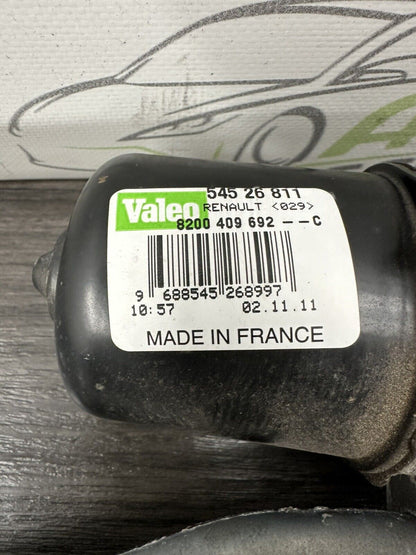 545 26 811
Valeo RENAULT <029>
8200 409 692 -- C
9 688545 268997
10:57 02.11.11
MADE IN FRANCE